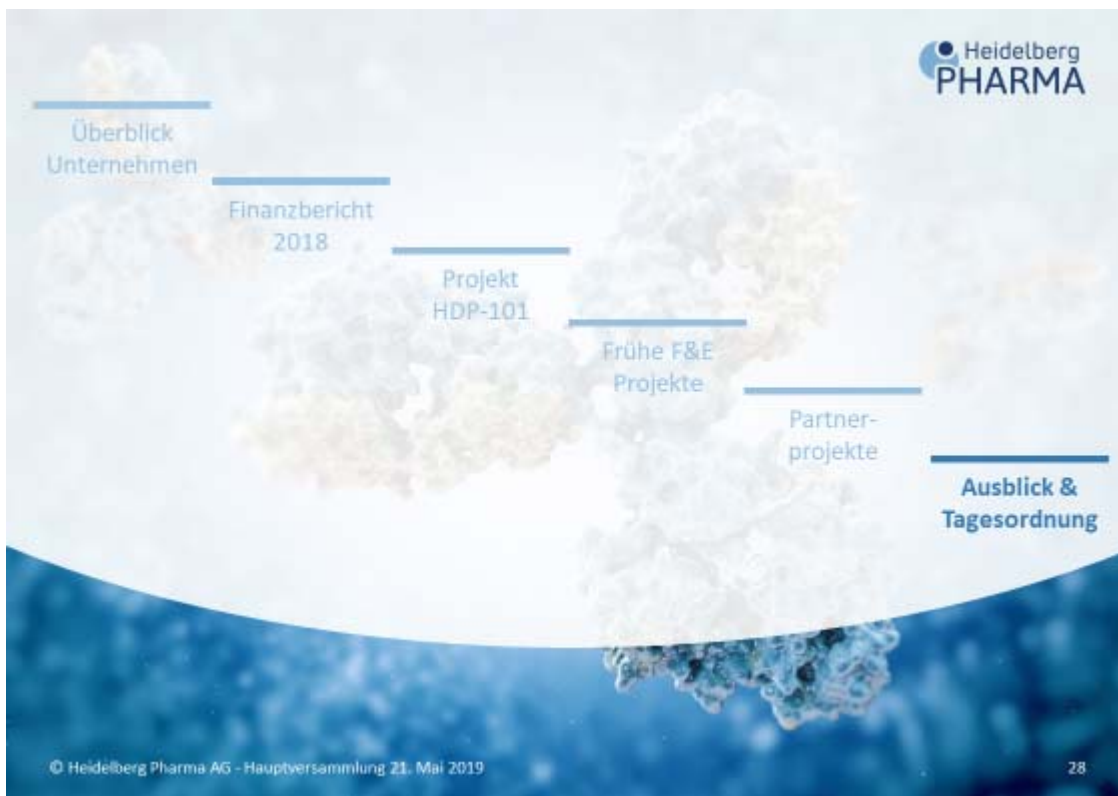 Heidelberg
PHARMA
Überblick
Unternehmen
Finanzbericht
2018
Projekt
HDP-101
Frühe F&E
Projekte
Partner-
projekte
Ausblick &
Tagesordnung
© Heidelberg Pharma AG - Hauptversammlung 21. Mai 2019
28